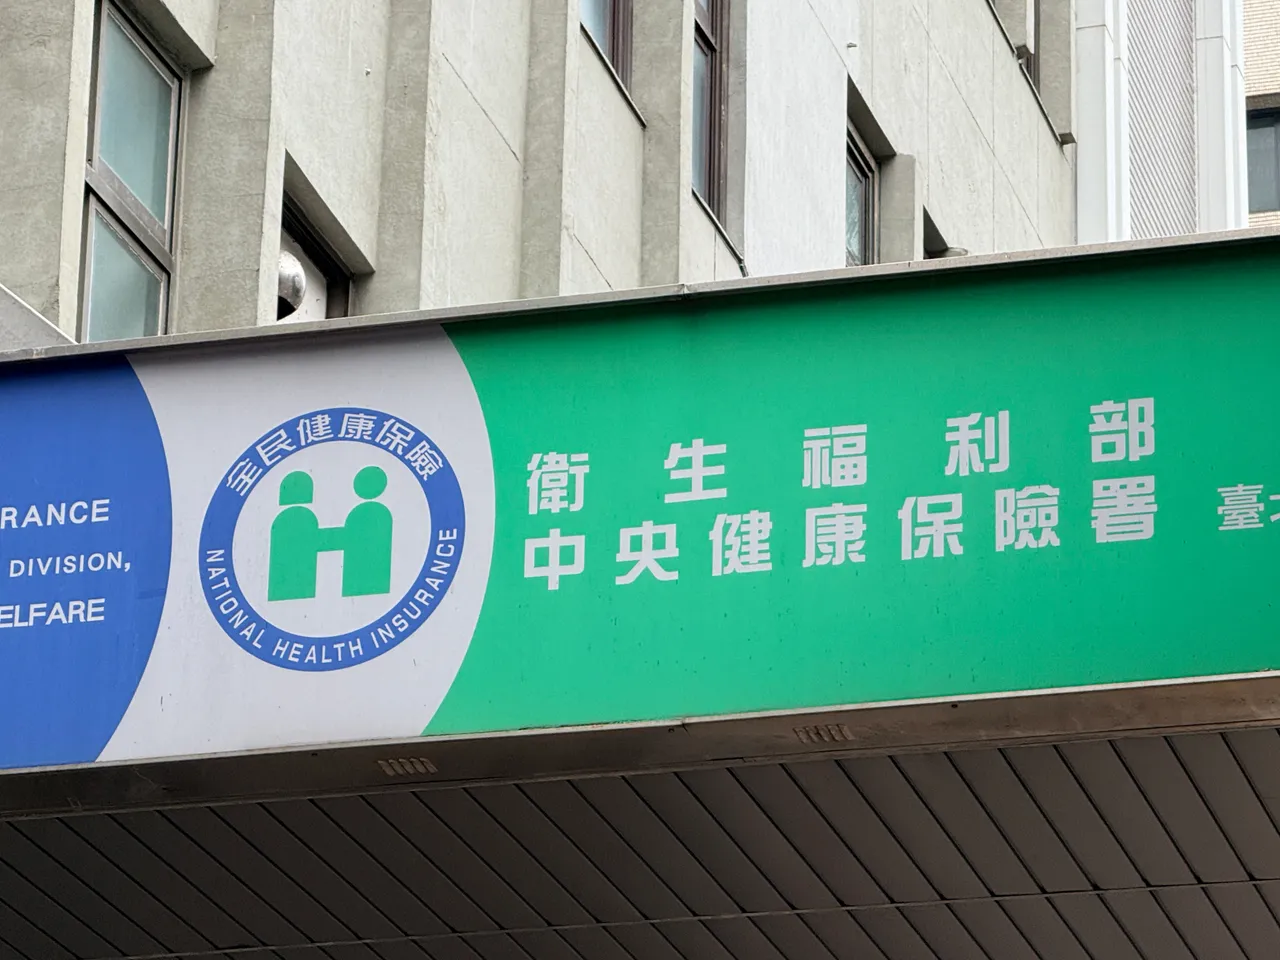 RANCE
DIVISION,
ELFARE
全民健康保險
NATIONAL HEALTH INSURANCE
衛生福利部
中央健康保險署
臺